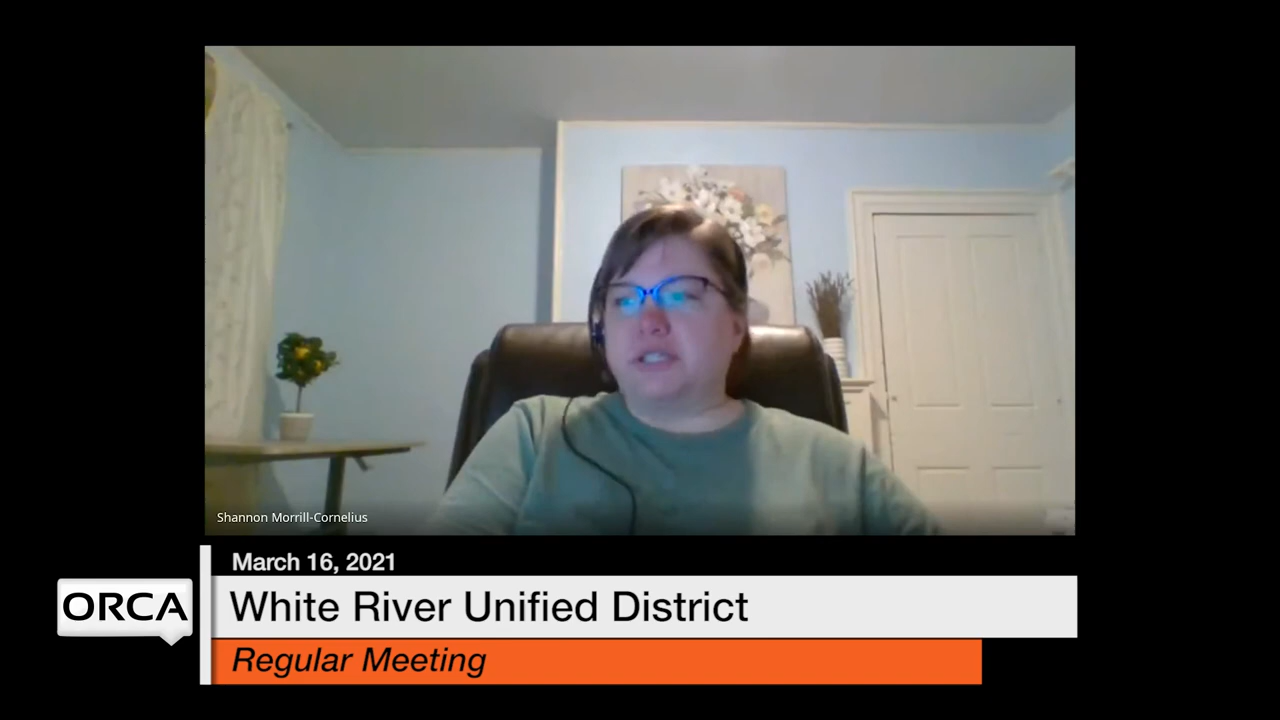 Shannon Morrill-Cornelius
March 16, 2021
ORCA
White River Unified District
Regular Meeting